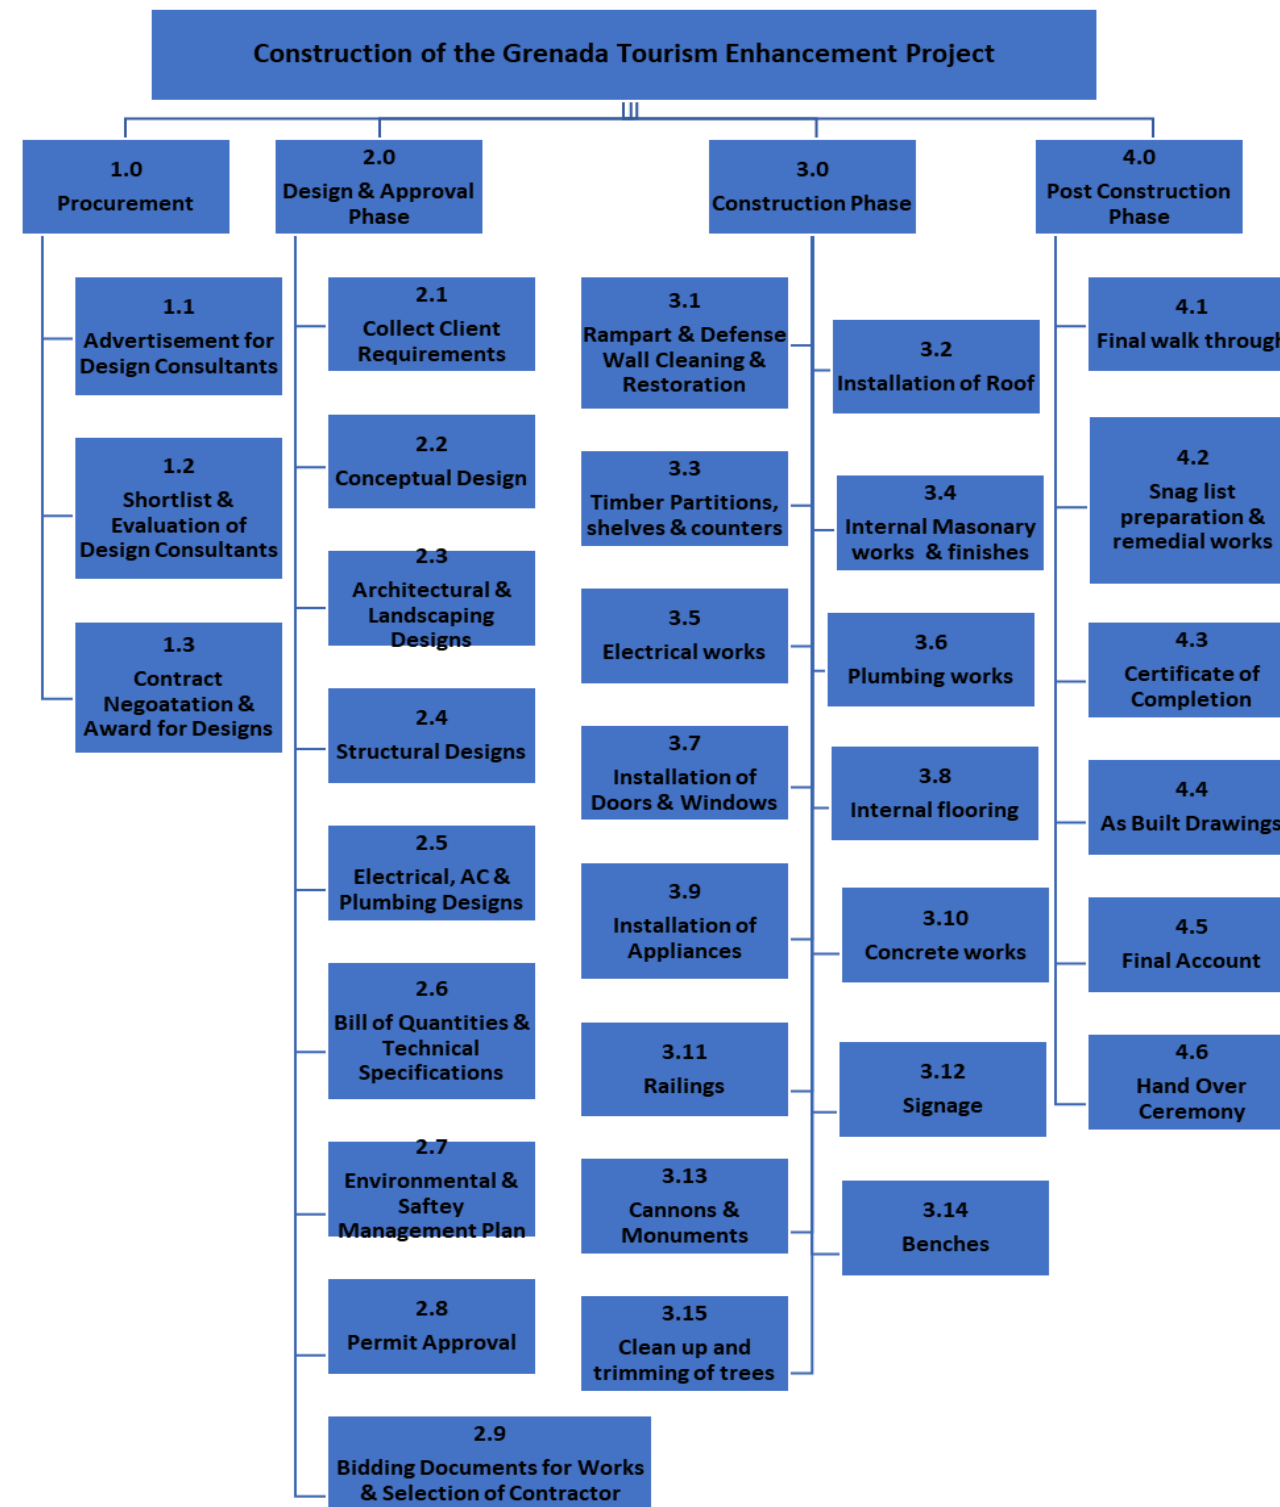 Construction of the Grenada Tourism Enhancement Project
1.0
Procurement
1.1
Advertisement for
Design Consultants
1.2
Shortlist &
Evaluation of
Design Consultants
1.3
Contract
Negoatation &
Award for Designs
2.0
Design & Approval
Phase
2.1
Collect Client
Requirements
2.2
Conceptual Design
2.3
Architectural &
Landscaping
Designs
2.4
Structural Designs
2.5
Electrical, AC &
Plumbing Designs
2.6
Bill of Quantities &
Technical
Specifications
2.7
Environmental &
Saftey
Management Plan
2.8
Permit Approval
2.9
Bidding Documents for Works
& Selection of Contractor
3.0
Construction Phase
3.1
Rampart & Defense
Wall Cleaning &
Restoration
3.2
Installation of Roof
3.3
Timber Partitions,
shelves & counters
3.4
Internal Masonary
works & finishes
3.5
Electrical works
3.6
Plumbing works
3.7
Installation of
Doors & Windows
3.8
Internal flooring
3.9
Installation of
Appliances
3.10
Concrete works
3.11
Railings
3.12
Signage
3.13
Cannons &
Monuments
3.14
Benches
3.15
Clean up and
trimming of trees
4.0
Post Construction
Phase
4.1
Final walk through
4.2
Snag list
preparation &
remedial works
4.3
Certificate of
Completion
4.4
As Built Drawings
4.5
Final Account
4.6
Hand Over
Ceremony